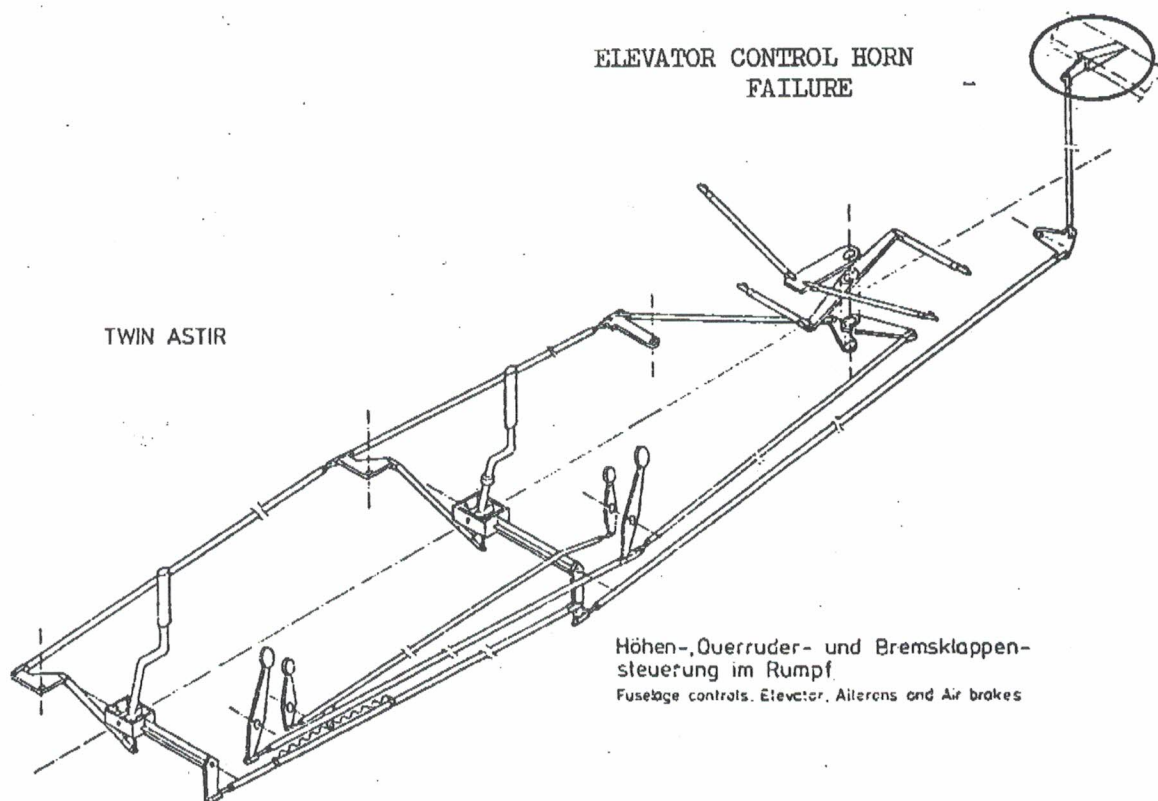 ELEVATOR CONTROL HORN
FAILURE
TWIN ASTIR
Höhen-, Querruder- und Bremsklappen-
steuerung im Rumpf
Fuselage controls. Elevator, Ailerons and Air brakes